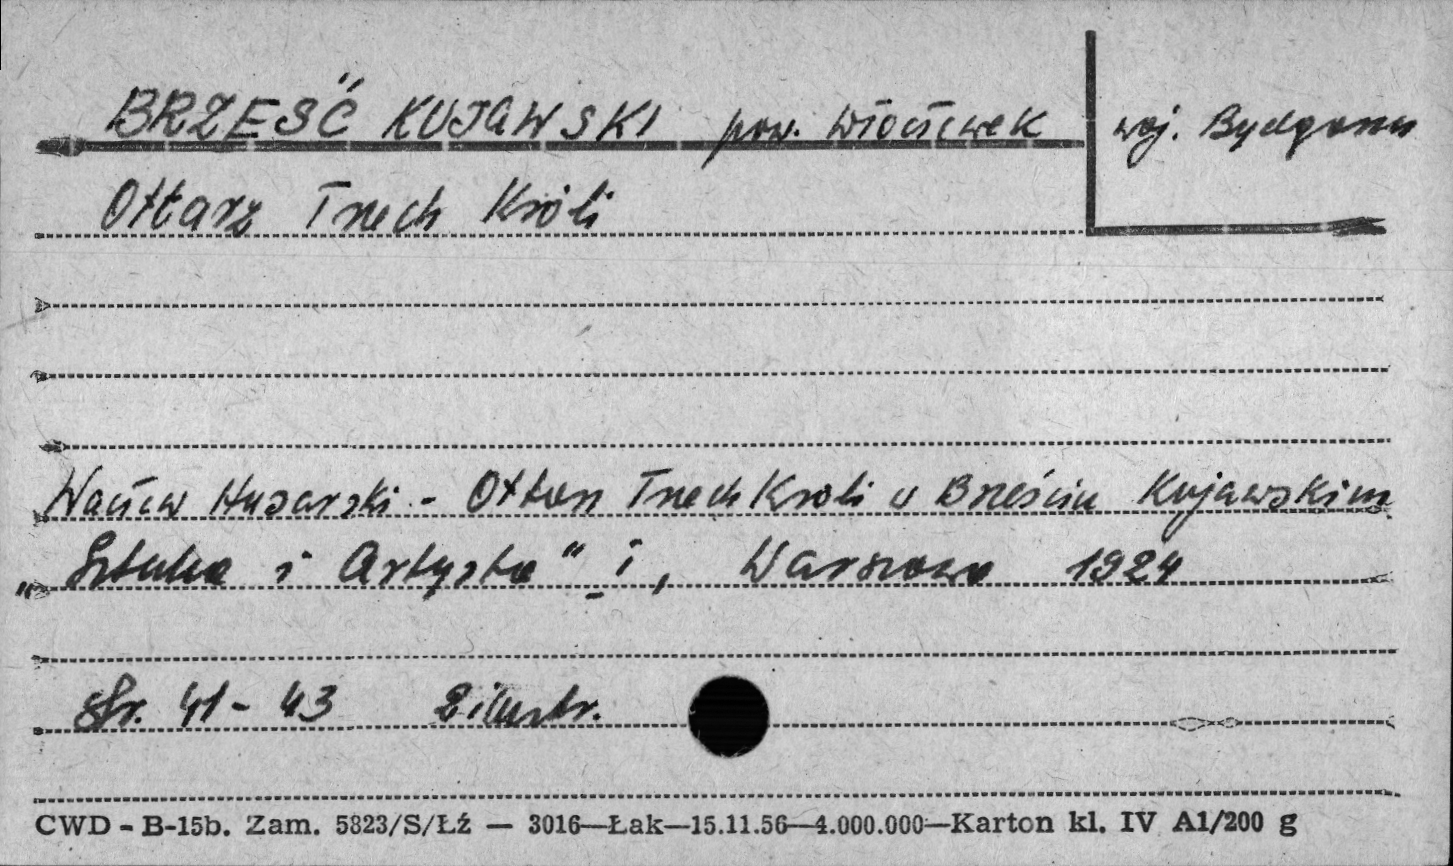 BRZEŚĆ KUJAWSKI pow. Włocławek woj. Bydgoszcz
Ołtarz Trzech Króli
Wacław Husarski - Ołtarz Trzech Króli w Brześciu Kujawskim
„Sztuka i Artysta" I, Warszawa 1924
str. 41-43 2 ilustr.
CWD - B-15b. Zam. 5823/S/Łź — 3016—Łak—15.11.56—4.000.000—Karton kl. IV A1/200 g